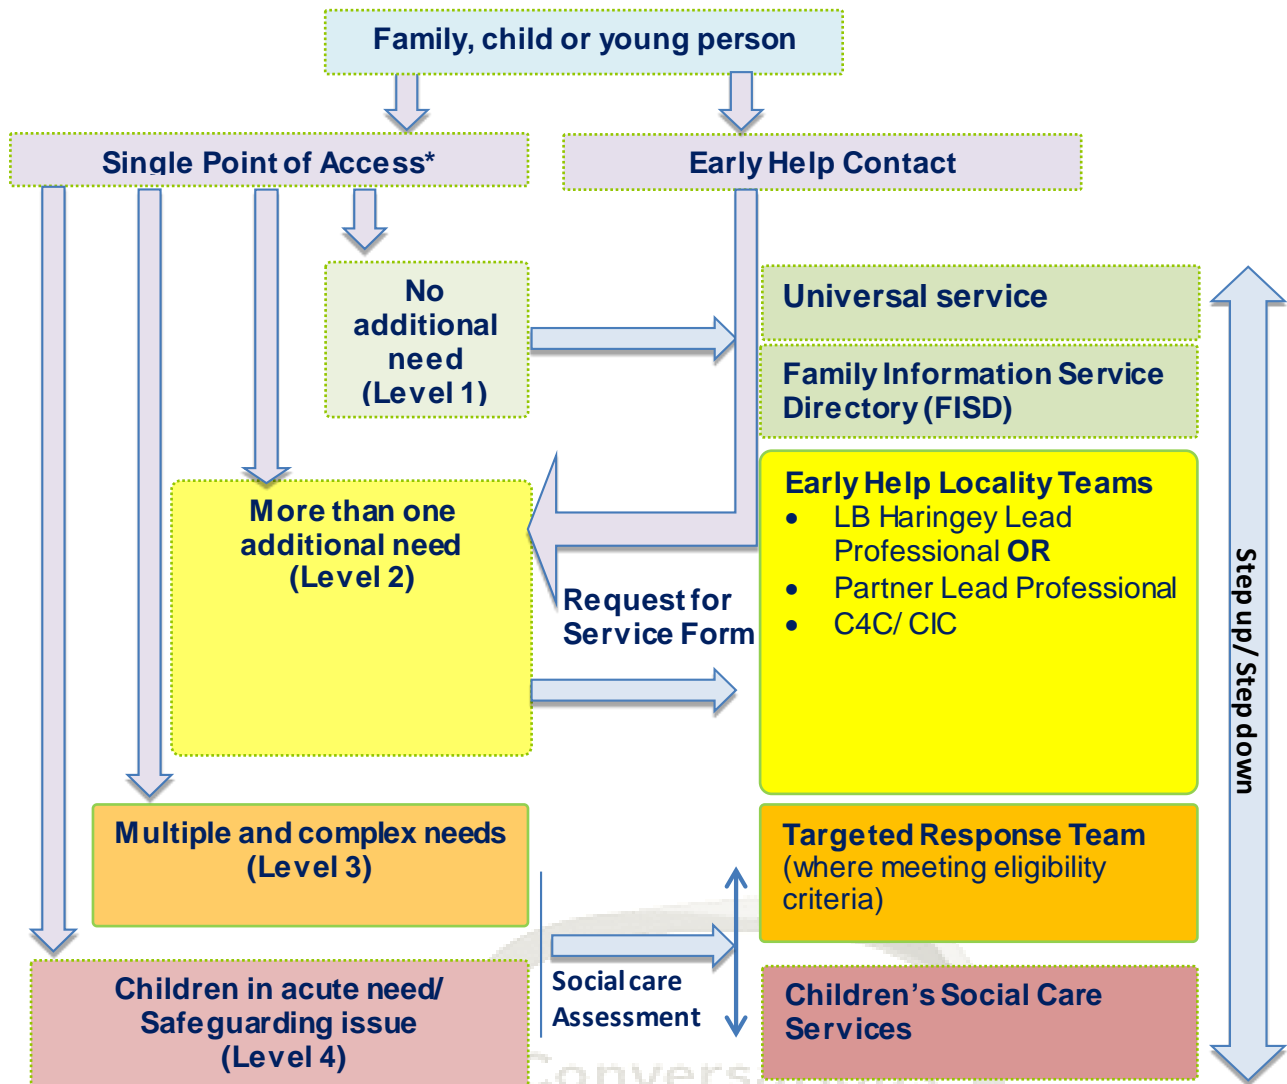 Family, child or young person
Single Point of Access*
Early Help Contact
No
additional
need
(Level 1)
Universal service
Family Information Service
Directory (FISD)
More than one
additional need
(Level 2)
Request for
Service Form
Early Help Locality Teams
• LB Haringey Lead
Professional OR
• Partner Lead Professional
• C4C/ CIC
Step up/ Step down
Multiple and complex needs
(Level 3)
Targeted Response Team
(where meeting eligibility
criteria)
Children in acute need/
Safeguarding issue
(Level 4)
Social care
Assessment
Children’s Social Care
Services